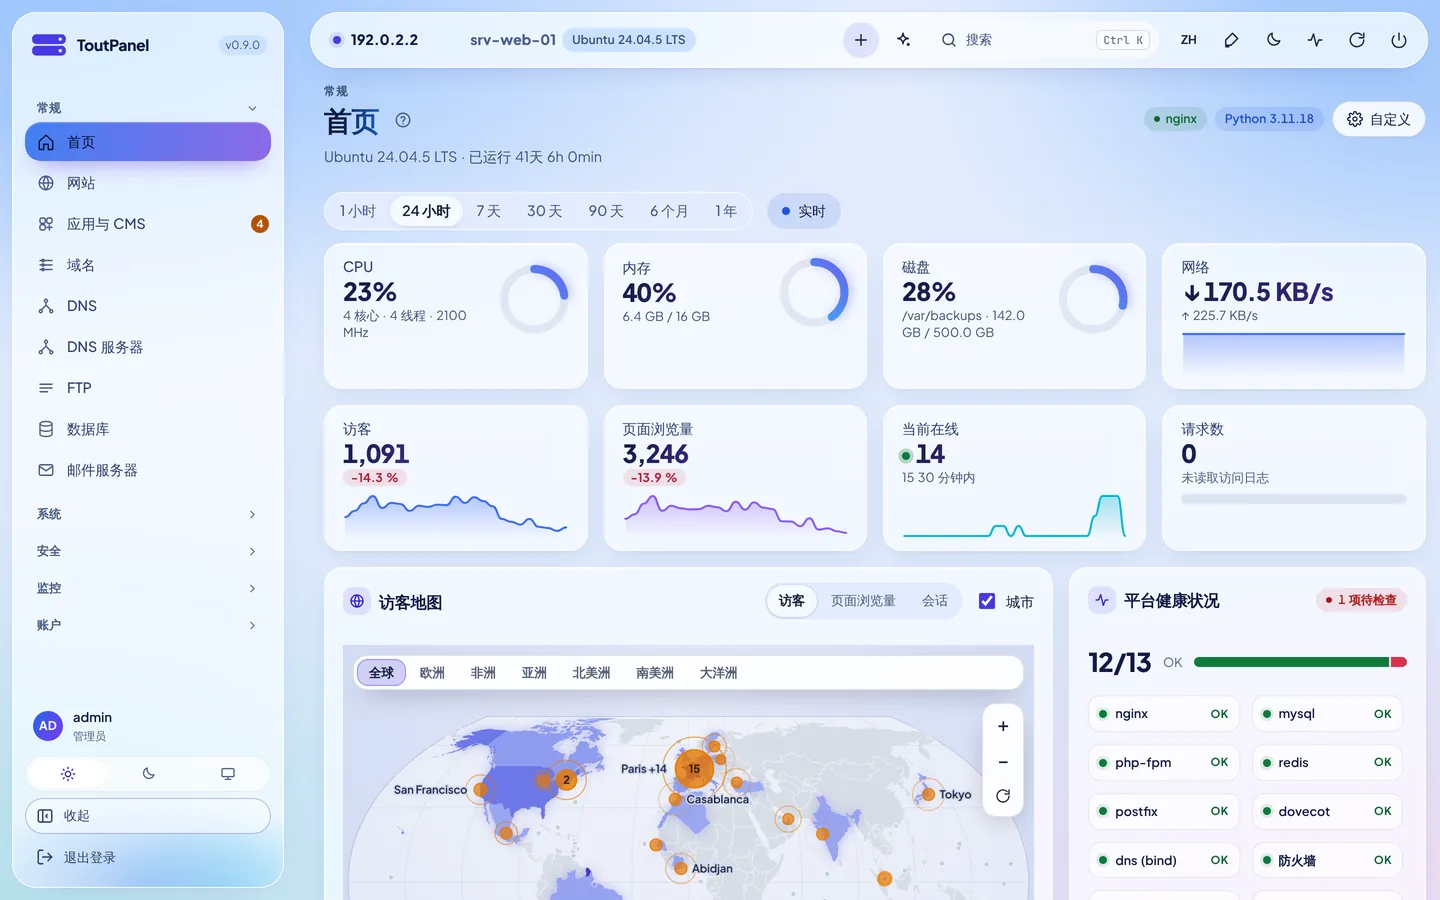 ToutPanel
v0.9.0
常规
首页
网站
应用与 CMS
4
域名
DNS
DNS 服务器
FTP
数据库
邮件服务器
系统
安全
监控
账户
AD
admin
管理员
收起
退出登录
192.0.2.2
srv-web-01
Ubuntu 24.04.5 LTS
搜索
Ctrl K
ZH
常规
首页
Ubuntu 24.04.5 LTS · 已运行 41天 6h 0min
nginx
Python 3.11.18
自定义
1 小时
24 小时
7 天
30 天
90 天
6 个月
1 年
实时
CPU
23%
4 核心 · 4 线程 · 2100
MHz
内存
40%
6.4 GB / 16 GB
磁盘
28%
/var/backups · 142.0
GB / 500.0 GB
网络
↓170.5 KB/s
↑ 225.7 KB/s
访客
1,091
-14.3 %
页面浏览量
3,246
-13.9 %
当前在线
14
15 30 分钟内
请求数
0
未读取访问日志
访客地图
访客
页面浏览量
会话
城市
全球
欧洲
非洲
亚洲
北美洲
南美洲
大洋洲
+
−
San Francisco
2
Paris +14
15
Casablanca
Tokyo
Abidjan
平台健康状况
1 项待检查
12/13
OK
nginx
OK
mysql
OK
php-fpm
OK
redis
OK
postfix
OK
dovecot
OK
dns (bind)
OK
防火墙
OK